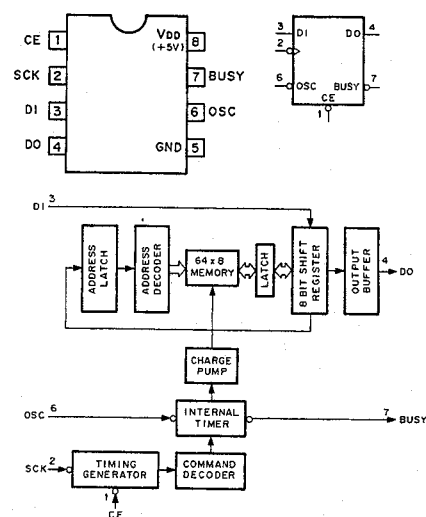 CE 1
VDD 8
(+5V)
SCK 2
7 BUSY
DI 3
6 OSC
DO 4
GND 5
3 DI DO 4
2
6 OSC BUSY 7
CE
1
DI 3
ADDRESS
LATCH
ADDRESS
DECODER
64 x 8
MEMORY
LATCH
8 BIT SHIFT
REGISTER
OUTPUT
BUFFER
4 DO
CHARGE
PUMP
OSC 6
INTERNAL
TIMER
7 BUSY
SCK 2
TIMING
GENERATOR
COMMAND
DECODER
1
CE